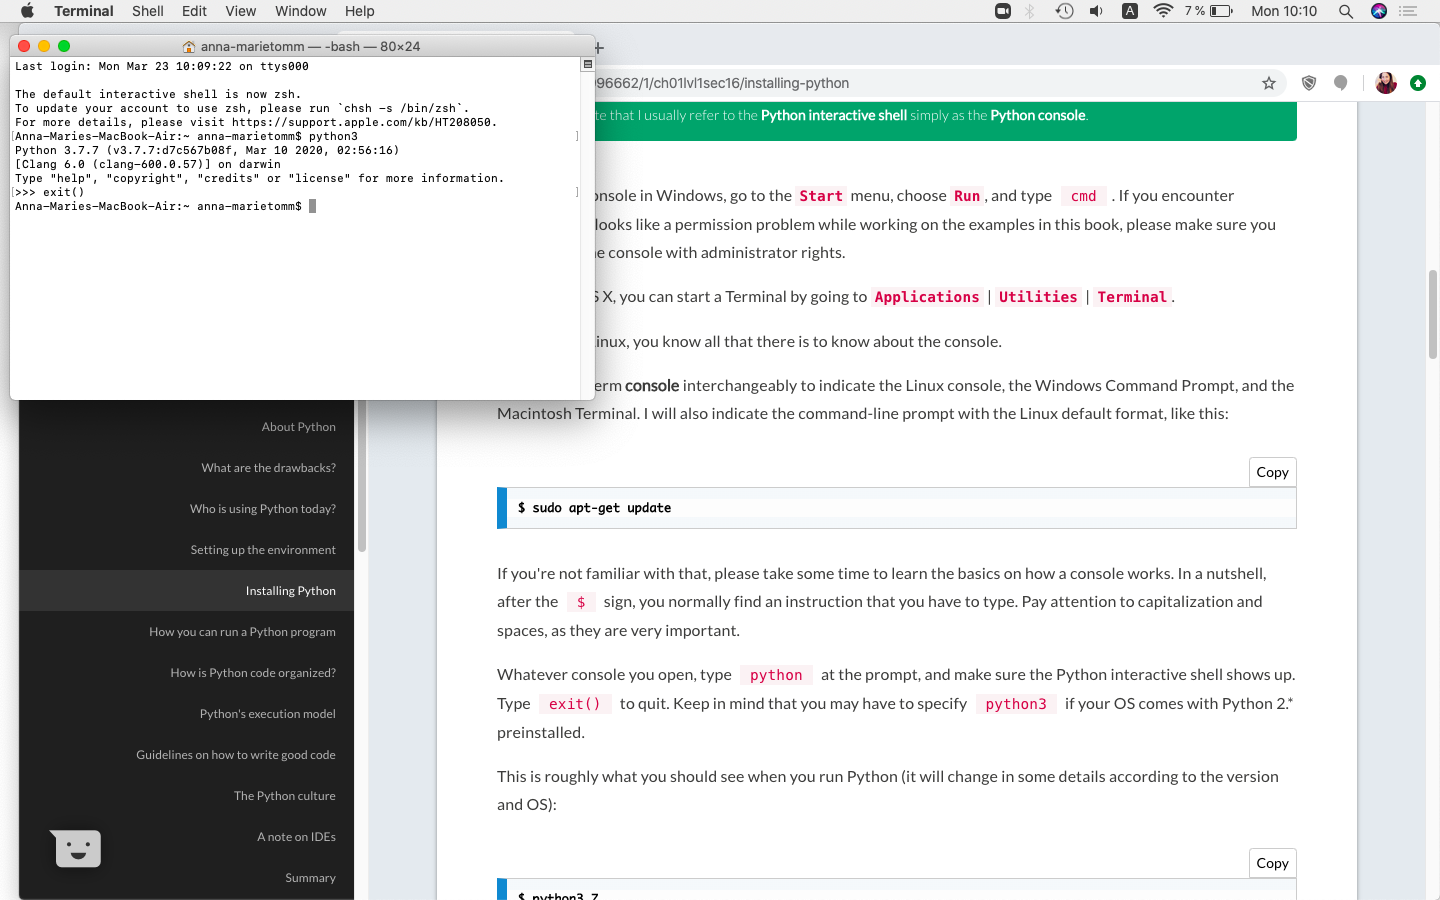 Terminal Shell Edit View Window Help
7 % Mon 10:10
anna-marietomm — -bash — 80×24
Last login: Mon Mar 23 10:09:22 on ttys000
The default interactive shell is now zsh.
To update your account to use zsh, please run `chsh -s /bin/zsh`.
For more details, please visit https://support.apple.com/kb/HT208050.
Anna-Maries-MacBook-Air:~ anna-marietomm$ python3
Python 3.7.7 (v3.7.7:d7c567b08f, Mar 10 2020, 02:56:16)
[Clang 6.0 (clang-600.0.57)] on darwin
Type "help", "copyright", "credits" or "license" for more information.
>>> exit()
Anna-Maries-MacBook-Air:~ anna-marietomm$
96662/1/ch01lvl1sec16/installing-python
that I usually refer to the Python interactive shell simply as the Python console.
in Windows, go to the Start menu, choose Run, and type cmd . If you encounter
looks like a permission problem while working on the examples in this book, please make sure you
console with administrator rights.
X, you can start a Terminal by going to Applications | Utilities | Terminal.
you know all that there is to know about the console.
console interchangeably to indicate the Linux console, the Windows Command Prompt, and the
Macintosh Terminal. I will also indicate the command-line prompt with the Linux default format, like this:
Copy
$ sudo apt-get update
If you're not familiar with that, please take some time to learn the basics on how a console works. In a nutshell,
after the $ sign, you normally find an instruction that you have to type. Pay attention to capitalization and
spaces, as they are very important.
Whatever console you open, type python at the prompt, and make sure the Python interactive shell shows up.
Type exit() to quit. Keep in mind that you may have to specify python3 if your OS comes with Python 2.*
preinstalled.
This is roughly what you should see when you run Python (it will change in some details according to the version
and OS):
Copy
$ python3.7
About Python
What are the drawbacks?
Who is using Python today?
Setting up the environment
Installing Python
How you can run a Python program
How is Python code organized?
Python's execution model
Guidelines on how to write good code
The Python culture
A note on IDEs
Summary